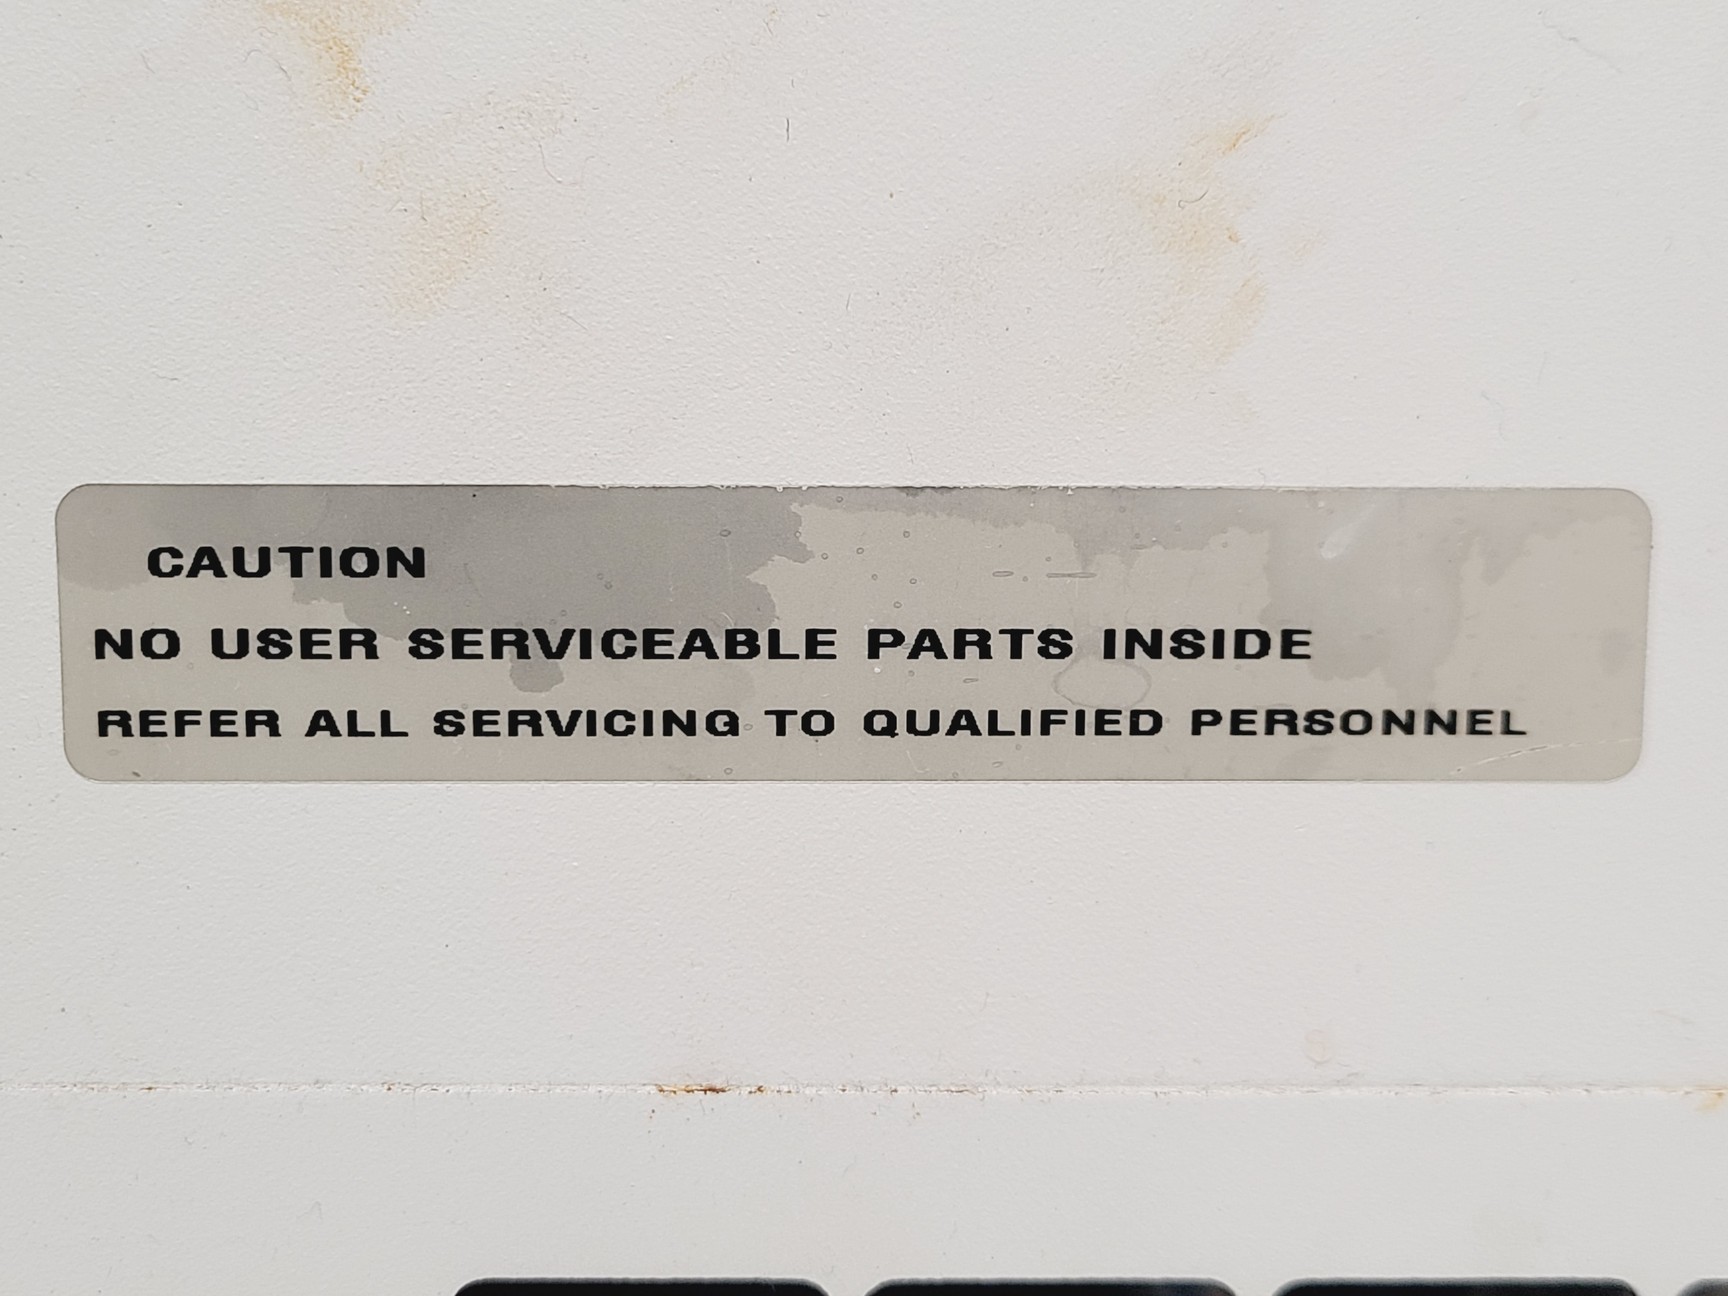 CAUTION
NO USER SERVICEABLE PARTS INSIDE
REFER ALL SERVICING TO QUALIFIED PERSONNEL